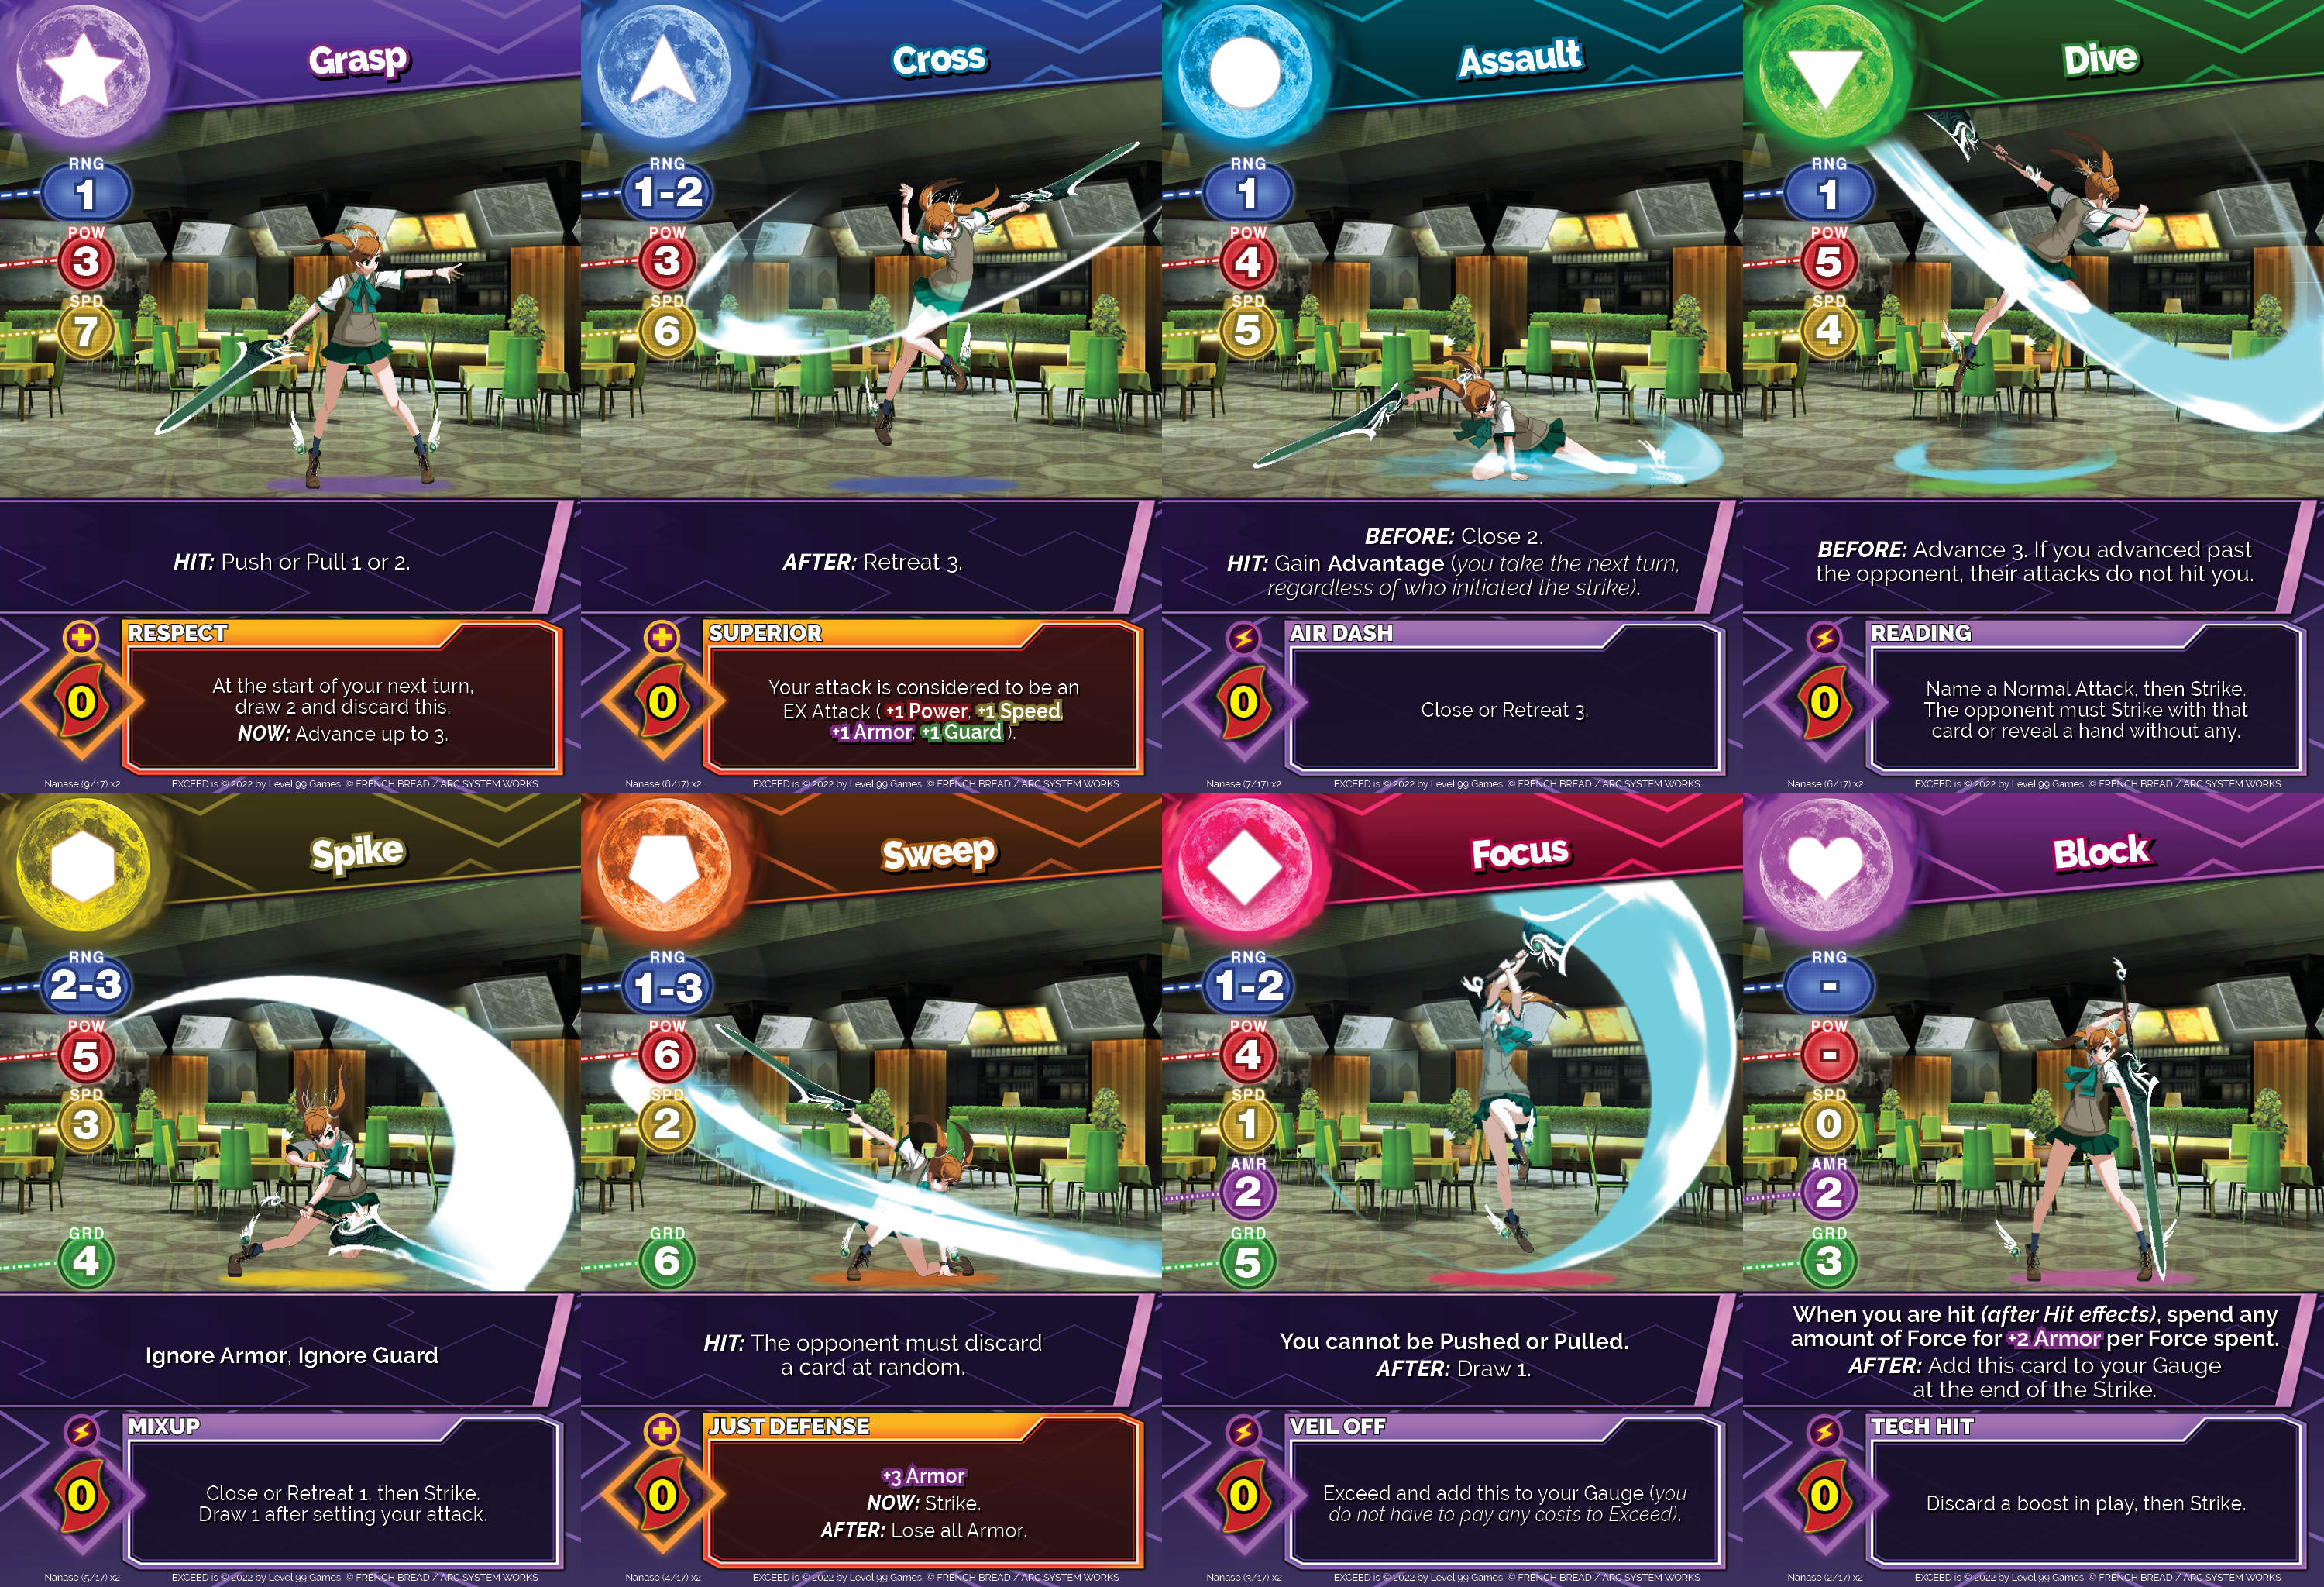 Grasp
RNG
1
POW
3
SPD
7
HIT: Push or Pull 1 or 2.
RESPECT
0
At the start of your next turn,
draw 2 and discard this.
NOW: Advance up to 3.
Nanase (9/17) x2
EXCEED is © 2022 by Level 99 Games. © FRENCH BREAD / ARC SYSTEM WORKS
Cross
RNG
1-2
POW
3
SPD
6
AFTER: Retreat 3.
SUPERIOR
0
Your attack is considered to be an
EX Attack ( +1 Power, +1 Speed
+1 Armor, +1 Guard ).
Nanase (8/17) x2
EXCEED is © 2022 by Level 99 Games. © FRENCH BREAD / ARC SYSTEM WORKS
Assault
RNG
1
POW
4
SPD
5
BEFORE: Close 2.
HIT: Gain Advantage (you take the next turn,
regardless of who initiated the strike).
AIR DASH
0
Close or Retreat 3.
Nanase (7/17) x2
EXCEED is © 2022 by Level 99 Games. © FRENCH BREAD / ARC SYSTEM WORKS
Dive
RNG
1
POW
5
SPD
4
BEFORE: Advance 3. If you advanced past
the opponent, their attacks do not hit you.
READING
0
Name a Normal Attack, then Strike.
The opponent must Strike with that
card or reveal a hand without any.
Nanase (6/17) x2
EXCEED is © 2022 by Level 99 Games. © FRENCH BREAD / ARC SYSTEM WORKS
Spike
RNG
2-3
POW
5
SPD
3
GRD
4
Ignore Armor, Ignore Guard
MIXUP
0
Close or Retreat 1, then Strike.
Draw 1 after setting your attack.
Nanase (5/17) x2
EXCEED is © 2022 by Level 99 Games. © FRENCH BREAD / ARC SYSTEM WORKS
Sweep
RNG
1-3
POW
6
SPD
2
GRD
6
HIT: The opponent must discard
a card at random.
JUST DEFENSE
0
+3 Armor
NOW: Strike.
AFTER: Lose all Armor.
Nanase (4/17) x2
EXCEED is © 2022 by Level 99 Games. © FRENCH BREAD / ARC SYSTEM WORKS
Focus
RNG
1-2
POW
4
SPD
1
AMR
2
GRD
5
You cannot be Pushed or Pulled.
AFTER: Draw 1.
VEIL OFF
0
Exceed and add this to your Gauge (you
do not have to pay any costs to Exceed).
Nanase (3/17) x2
EXCEED is © 2022 by Level 99 Games. © FRENCH BREAD / ARC SYSTEM WORKS
Block
RNG
-
POW
-
SPD
0
AMR
2
GRD
3
When you are hit (after Hit effects), spend any
amount of Force for +2 Armor per Force spent.
AFTER: Add this card to your Gauge
at the end of the Strike.
TECH HIT
0
Discard a boost in play, then Strike.
Nanase (2/17) x2
EXCEED is © 2022 by Level 99 Games. © FRENCH BREAD / ARC SYSTEM WORKS